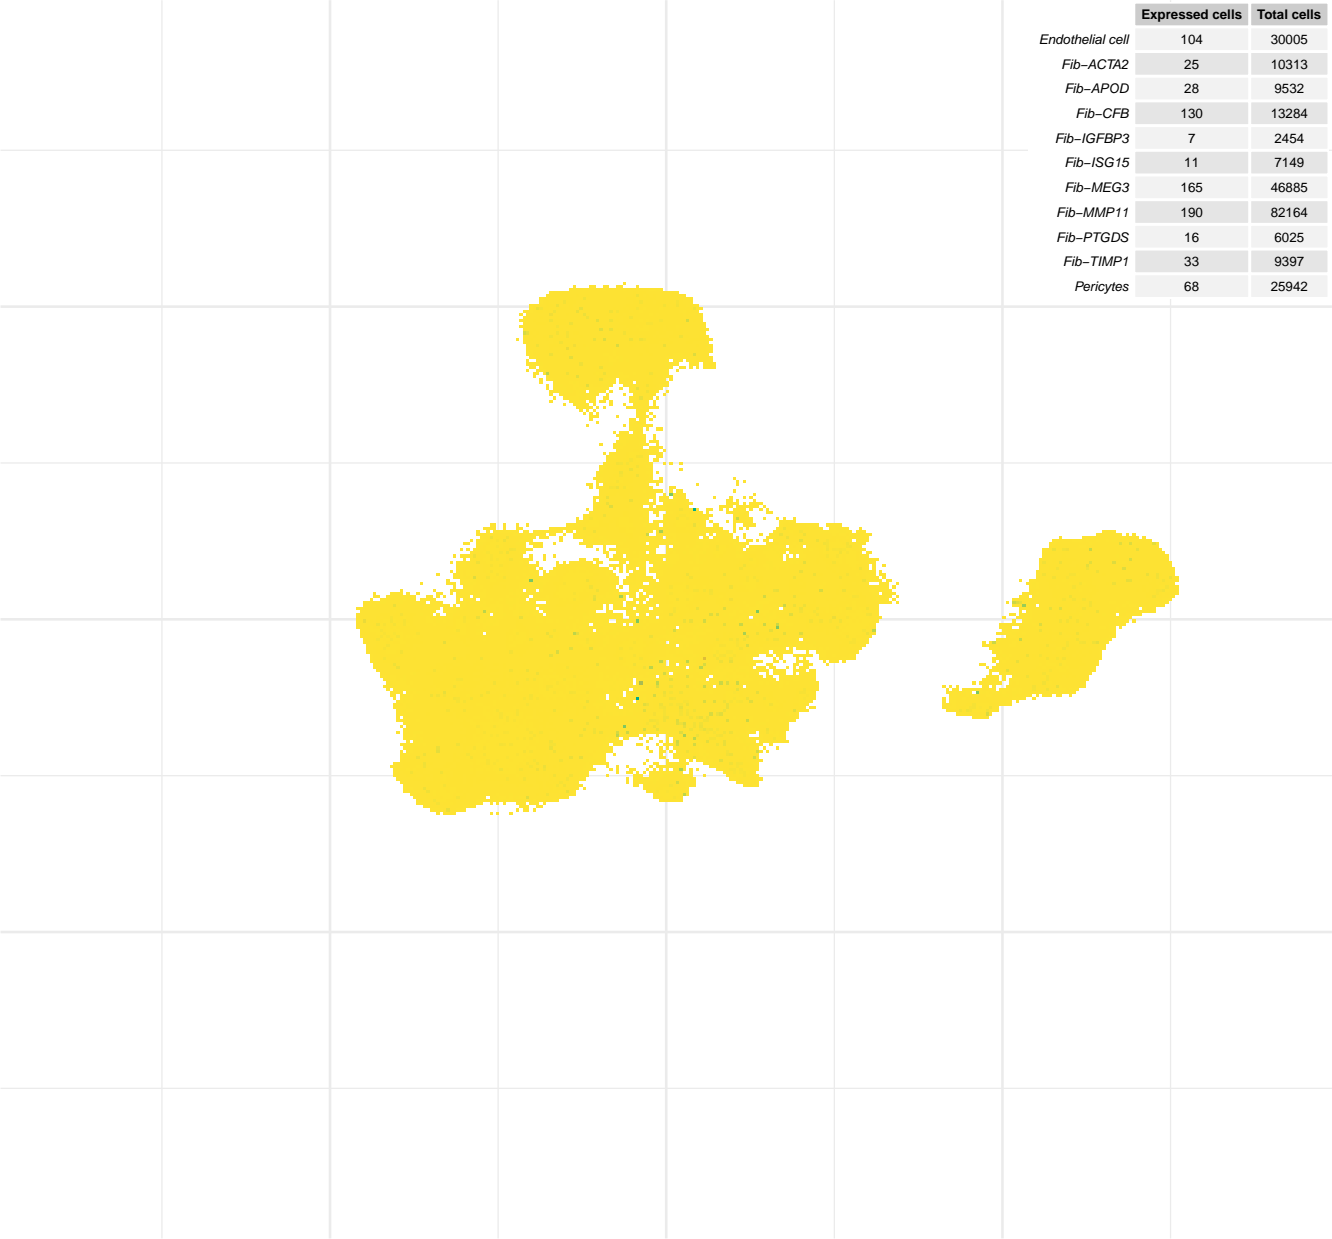 Expressed cells Total cells
Endothelial cell 104 30005
Fib−ACTA2 25 10313
Fib−APOD 28 9532
Fib−CFB 130 13284
Fib−IGFBP3 7 2454
Fib−ISG15 11 7149
Fib−MEG3 165 46885
Fib−MMP11 190 82164
Fib−PTGDS 16 6025
Fib−TIMP1 33 9397
Pericytes 68 25942